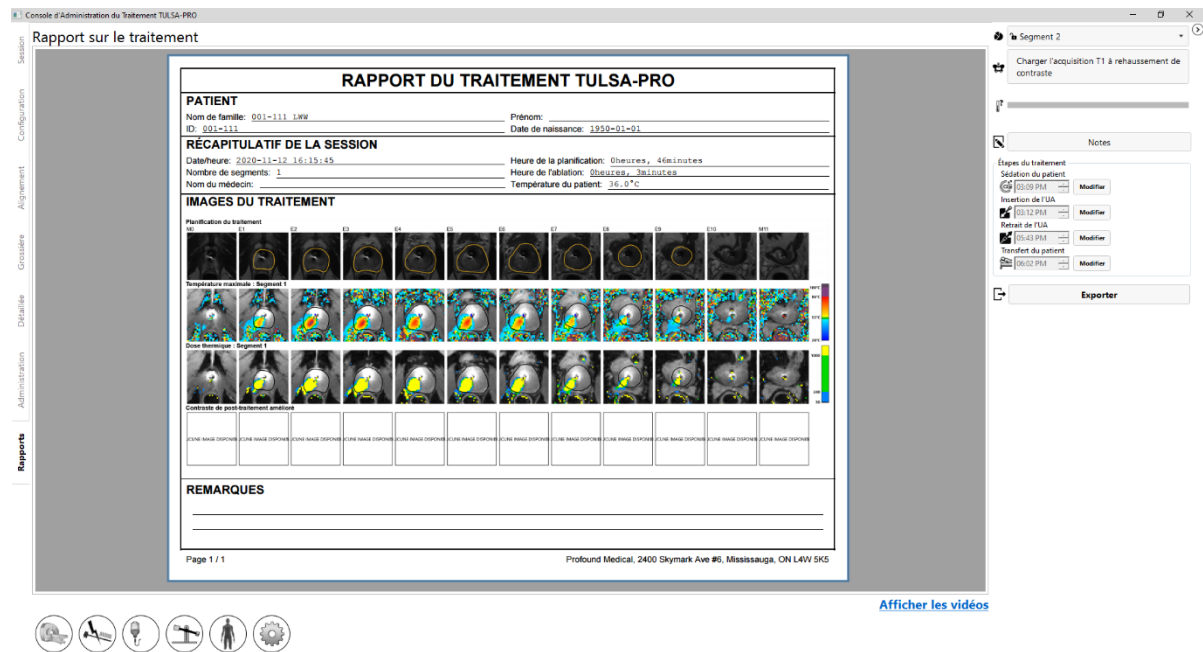 Console d'Administration du Traitement TULSA-PRO
Rapport sur le traitement
Session
Configuration
Alignement
Grossière
Détaillée
Administration
Rapports
RAPPORT DU TRAITEMENT TULSA-PRO
PATIENT
Nom de famille: 001-111 LWW
Prénom:
ID: 001-111
Date de naissance: 1950-01-01
RÉCAPITULATIF DE LA SESSION
Date/heure: 2020-11-12 16:15:45
Heure de la planification: 0heures, 46minutes
Nombre de segments: 1
Heure de l'ablation: 0heures, 3minutes
Nom du médecin:
Température du patient: 36.0°C
IMAGES DU TRAITEMENT
Planification du traitement
M0 E1 E2 E3 E4 E5 E6 E7 E8 E9 E10 M11
Température maximale : Segment 1
Dose thermique : Segment 1
Contraste de post-traitement amélioré
REMARQUES
Page 1 / 1
Profound Medical, 2400 Skymark Ave #6, Mississauga, ON L4W 5K5
Afficher les vidéos
Segment 2
Charger l'acquisition T1 à rehaussement de
contraste
Notes
Étapes du traitement
Sédation du patient
03:09 PM Modifier
Insertion de l'UA
03:12 PM Modifier
Retrait de l'UA
05:43 PM Modifier
Transfert du patient
06:02 PM Modifier
Exporter